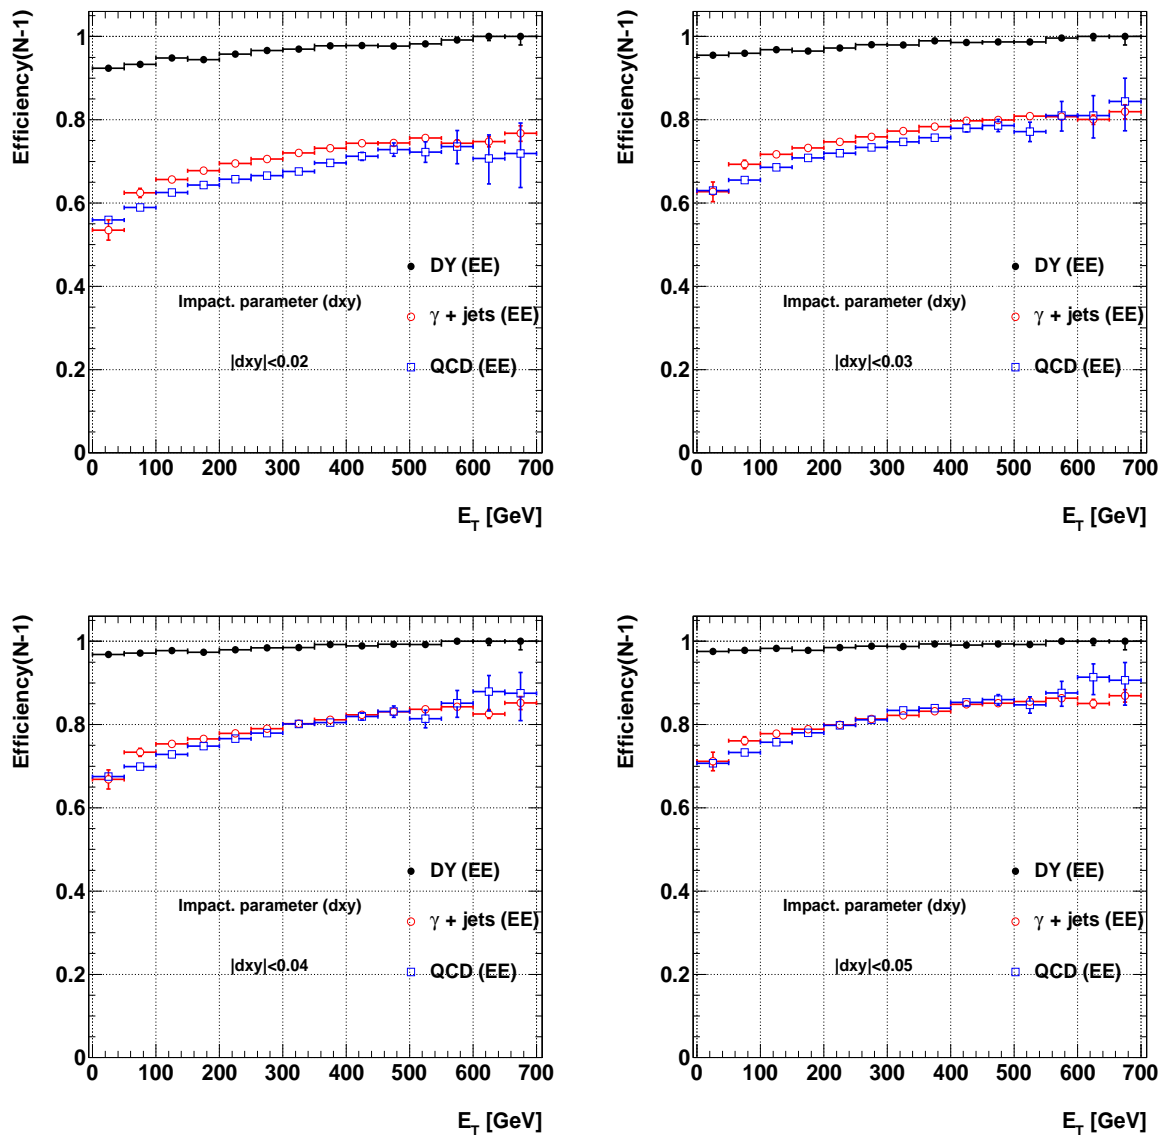 Efficiency(N-1)
1
0.8
0.6
0.4
0.2
0
DY (EE)
Impact. parameter (dxy)
γ + jets (EE)
|dxy|<0.02
QCD (EE)
0 100 200 300 400 500 600 700
E_T [GeV]
Efficiency(N-1)
1
0.8
0.6
0.4
0.2
0
DY (EE)
Impact. parameter (dxy)
γ + jets (EE)
|dxy|<0.03
QCD (EE)
0 100 200 300 400 500 600 700
E_T [GeV]
Efficiency(N-1)
1
0.8
0.6
0.4
0.2
0
DY (EE)
Impact. parameter (dxy)
γ + jets (EE)
|dxy|<0.04
QCD (EE)
0 100 200 300 400 500 600 700
E_T [GeV]
Efficiency(N-1)
1
0.8
0.6
0.4
0.2
0
DY (EE)
Impact. parameter (dxy)
γ + jets (EE)
|dxy|<0.05
QCD (EE)
0 100 200 300 400 500 600 700
E_T [GeV]